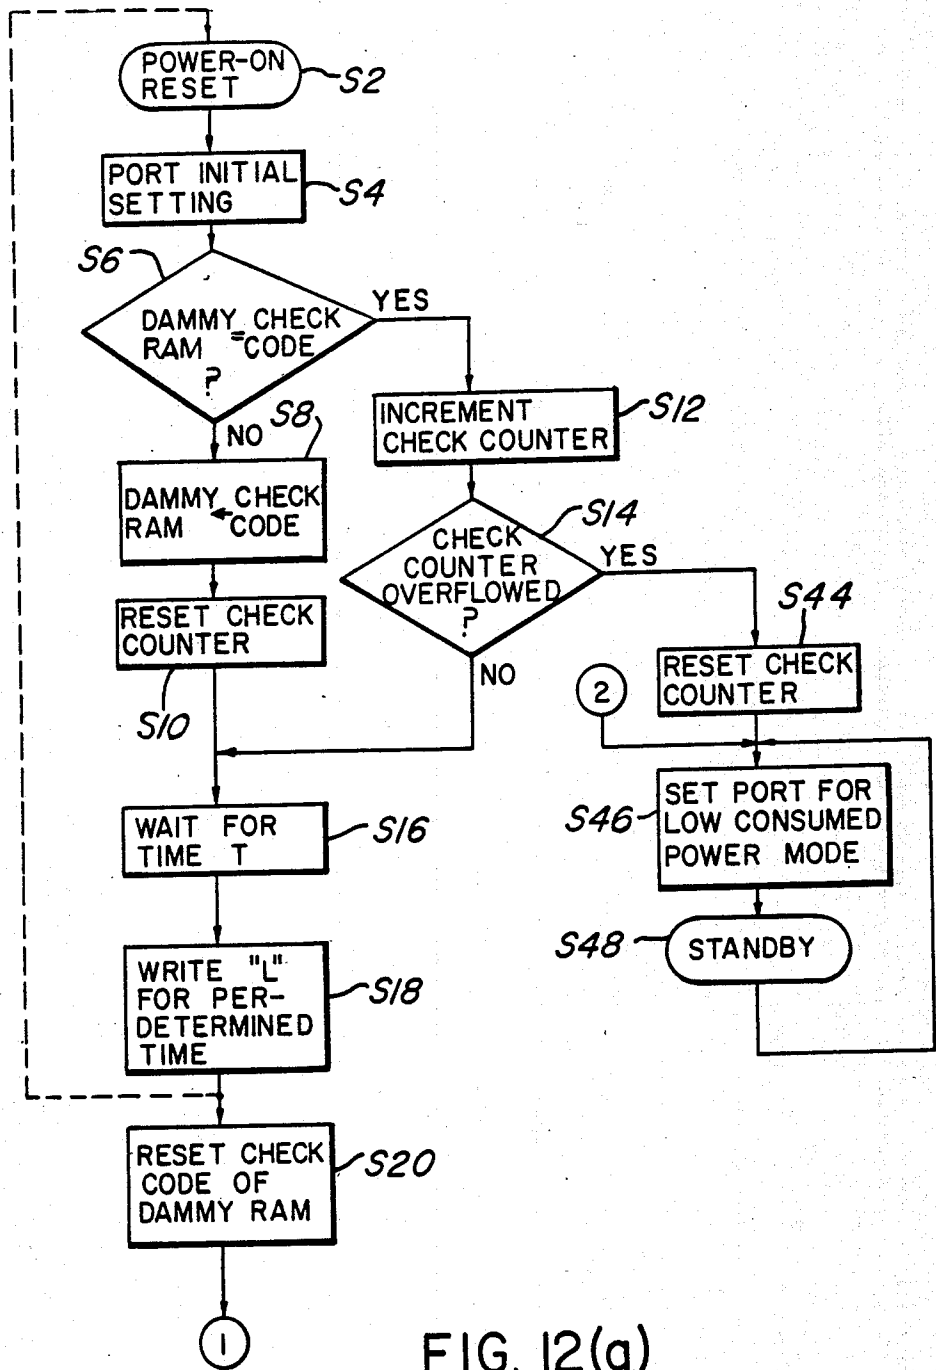 POWER-ON
RESET
S2
PORT INITIAL
SETTING
S4
S6
DAMMY CHECK
RAM = CODE
?
YES
NO
S8
DAMMY CHECK
RAM ← CODE
RESET CHECK
COUNTER
S10
INCREMENT
CHECK COUNTER
S12
CHECK
COUNTER
OVERFLOWED
?
S14
YES
NO
S44
RESET CHECK
COUNTER
2
WAIT FOR
TIME T
S16
SET PORT FOR
LOW CONSUMED
POWER MODE
S46
S48
STANDBY
WRITE "L"
FOR PER-
DETERMINED
TIME
S18
RESET CHECK
CODE OF
DAMMY RAM
S20
1
FIG. 12(a)